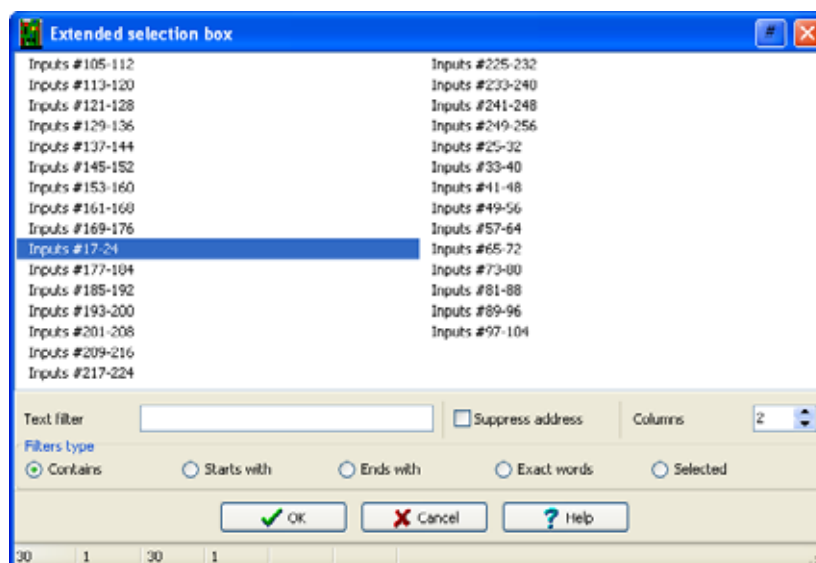 Extended selection box
#
Inputs #105-112
Inputs #113-120
Inputs #121-128
Inputs #129-136
Inputs #137-144
Inputs #145-152
Inputs #153-160
Inputs #161-168
Inputs #169-176
Inputs #17-24
Inputs #177-184
Inputs #185-192
Inputs #193-200
Inputs #201-208
Inputs #209-216
Inputs #217-224
Inputs #225-232
Inputs #233-240
Inputs #241-248
Inputs #249-256
Inputs #25-32
Inputs #33-40
Inputs #41-48
Inputs #49-56
Inputs #57-64
Inputs #65-72
Inputs #73-80
Inputs #81-88
Inputs #89-96
Inputs #97-104
Text filter Suppress address Columns 2
Filters type
Contains Starts with Ends with Exact words Selected
OK Cancel ? Help
30 1 30 1